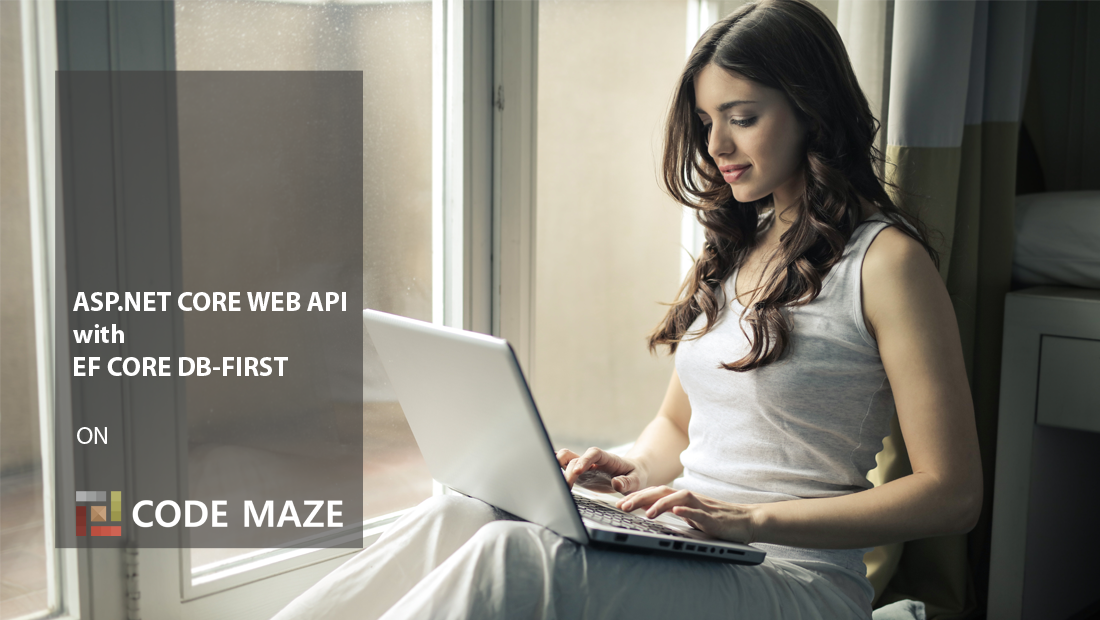 ASP.NET CORE WEB API
with
EF CORE DB-FIRST
ON
CODE MAZE